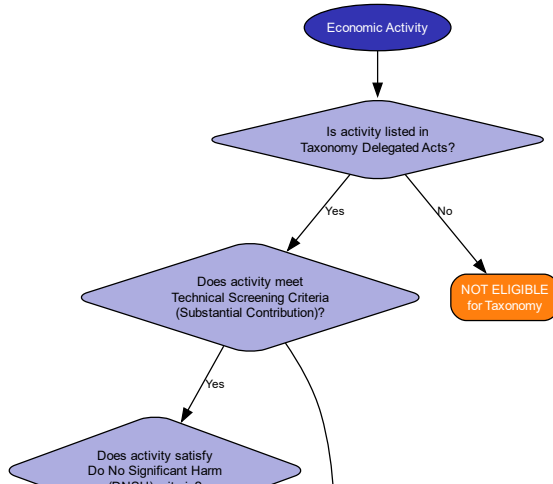 Economic Activity
Is activity listed in
Taxonomy Delegated Acts?
Yes
No
Does activity meet
Technical Screening Criteria
(Substantial Contribution)?
NOT ELIGIBLE
for Taxonomy
Yes
Does activity satisfy
Do No Significant Harm